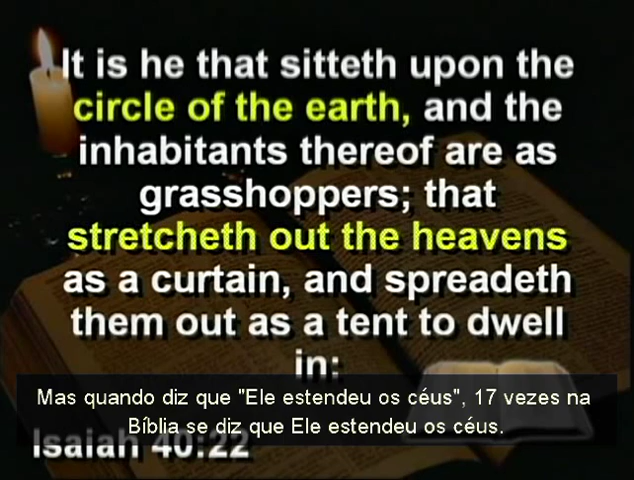 It is he that sitteth upon the
circle of the earth, and the
inhabitants thereof are as
grasshoppers; that
stretcheth out the heavens
as a curtain, and spreadeth
them out as a tent to dwell
in:
Mas quando diz que "Ele estendeu os céus", 17 vezes na
Bíblia se diz que Ele estendeu os céus.
Isaiah 40:22